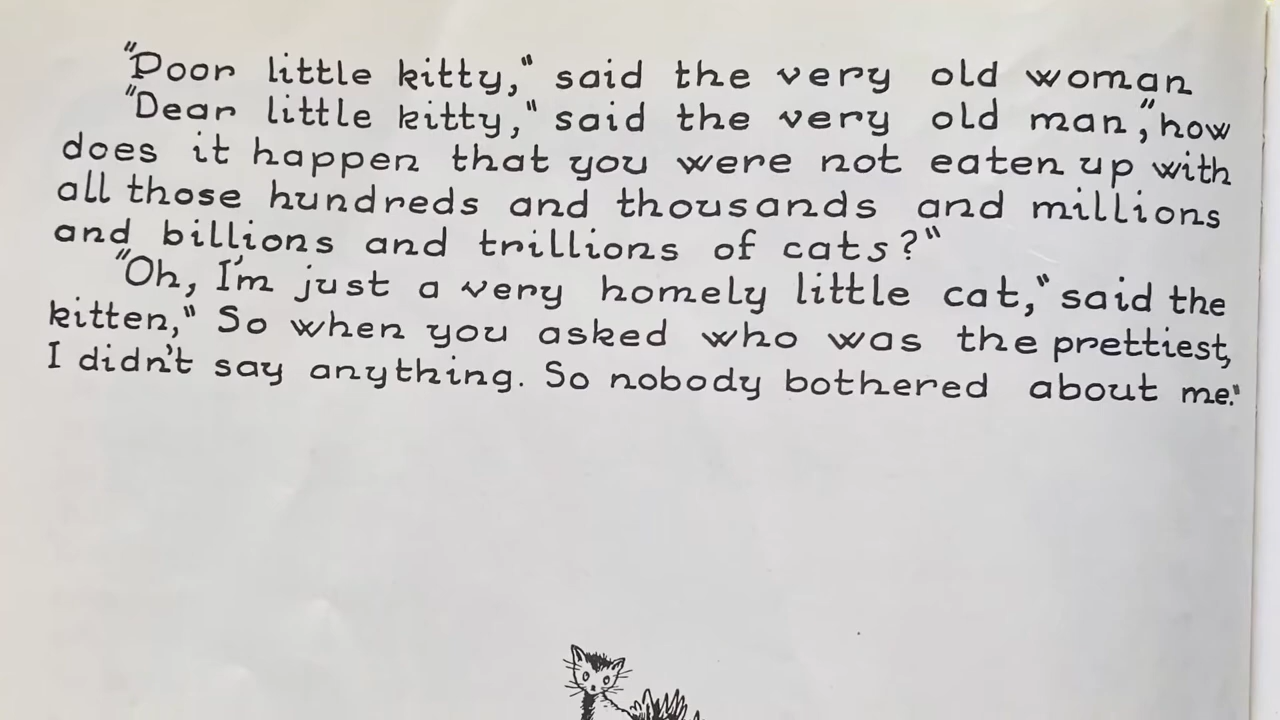 "Poor little kitty," said the very old woman
"Dear little kitty," said the very old man, "how
does it happen that you were not eaten up with
all those hundreds and thousands and millions
and billions and trillions of cats?"
"Oh, I'm just a very homely little cat," said the
kitten," So when you asked who was the prettiest,
I didn't say anything. So nobody bothered about me."